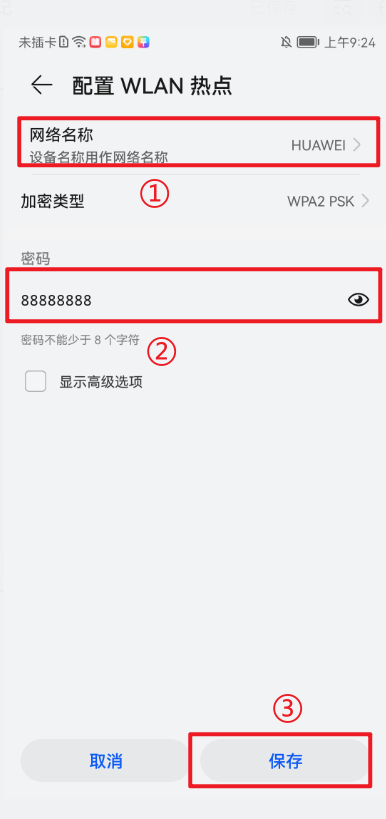 未插卡 上午9:24
配置 WLAN 热点
网络名称
设备名称用作网络名称
HUAWEI
①
加密类型 WPA2 PSK
密码
88888888
密码不能少于 8 个字符
②
显示高级选项
③
取消 保存